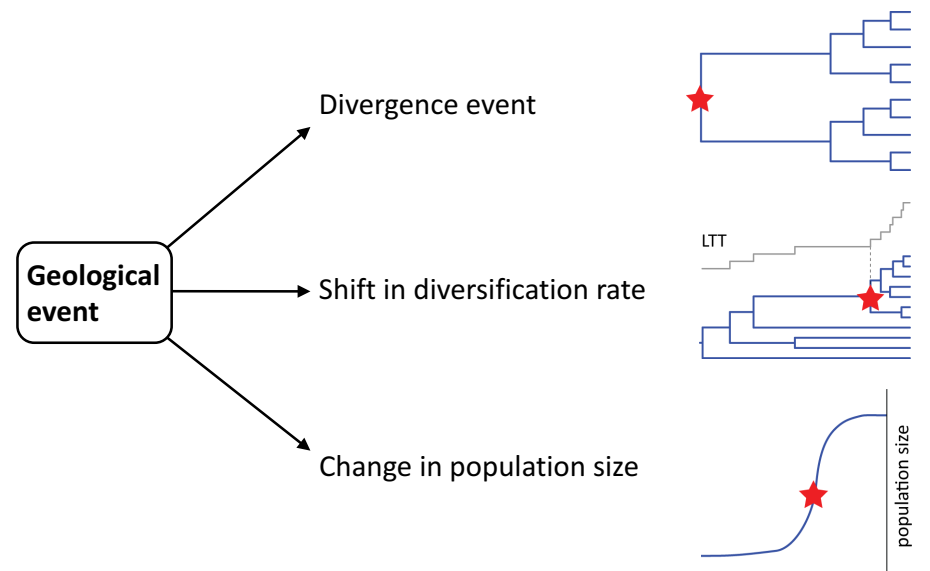 Divergence event
LTT
Geological
event
Shift in diversification rate
Change in population size
population size